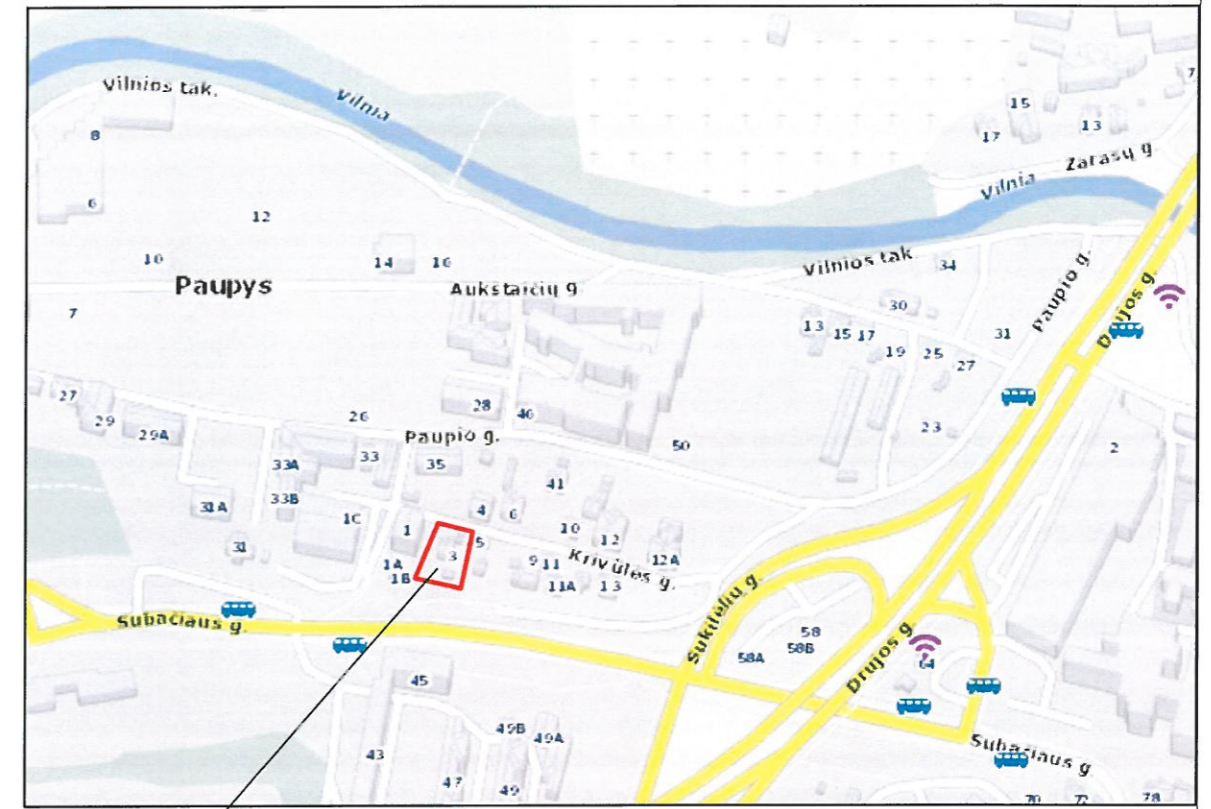 Vilnios tak.
Vilnia
7
15
13
17
Zarasų g.
Vilnia
8
6
12
10
14
16
Paupys
Aukštaičių g.
Vilnios tak.
34
30
31
Paupio g.
Drujos g.
7
13
15
17
19
25
27
23
2
27
29
29A
26
28
46
Paupio g.
50
33A
33
35
33B
31A
31
1C
1
4
6
41
10
12
12A
3
5
9
11
Krivūlės g.
1A
1B
11A
13
Subačiaus g.
Sukilėlių g.
58
58B
58A
Drujos g.
64
45
49B
49A
43
47
49
Subačiaus g.
70
72
78